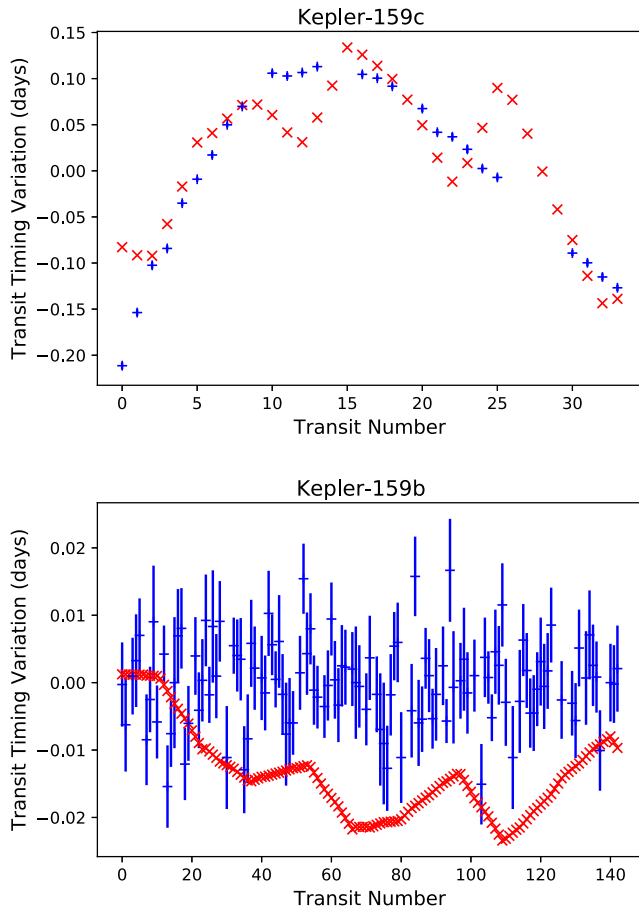 Kepler-159c
0.15
0.10
0.05
0.00
−0.05
−0.10
−0.15
−0.20
Transit Timing Variation (days)
0 5 10 15 20 25 30
Transit Number
Kepler-159b
0.02
0.01
0.00
−0.01
−0.02
Transit Timing Variation (days)
0 20 40 60 80 100 120 140
Transit Number